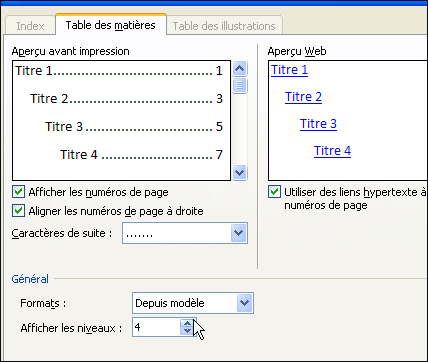 Index Table des matières Table des illustrations
Aperçu avant impression
Titre 1 ........................................ 1
Titre 2 ................................... 3
Titre 3 ............................... 5
Titre 4 ........................... 7
Afficher les numéros de page
Aligner les numéros de page à droite
Caractères de suite : .......
Aperçu Web
Titre 1
Titre 2
Titre 3
Titre 4
Utiliser des liens hypertexte à
numéros de page
Général
Formats : Depuis modèle
Afficher les niveaux : 4